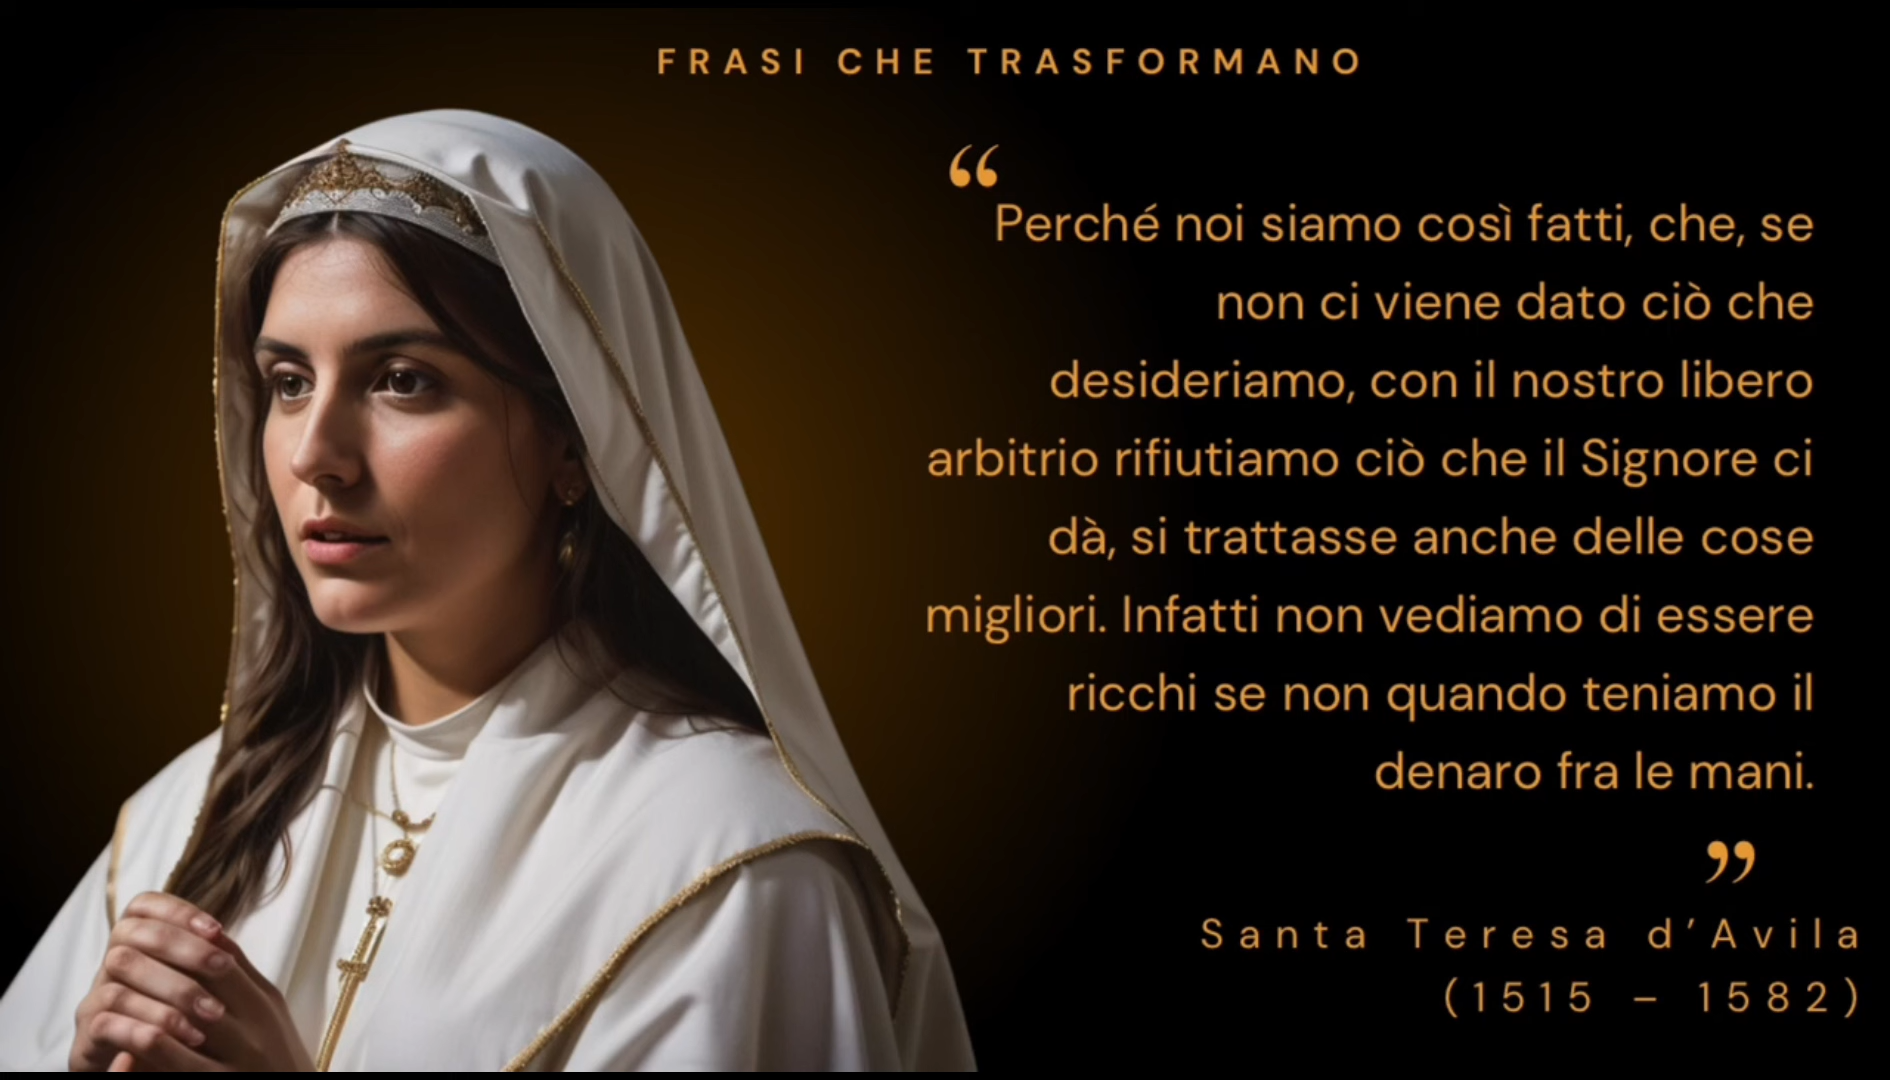 FRASI CHE TRASFORMANO
“
Perché noi siamo così fatti, che, se
non ci viene dato ciò che
desideriamo, con il nostro libero
arbitrio rifiutiamo ciò che il Signore ci
dà, si trattasse anche delle cose
migliori. Infatti non vediamo di essere
ricchi se non quando teniamo il
denaro fra le mani.
”
Santa Teresa d’Avila
(1515 – 1582)